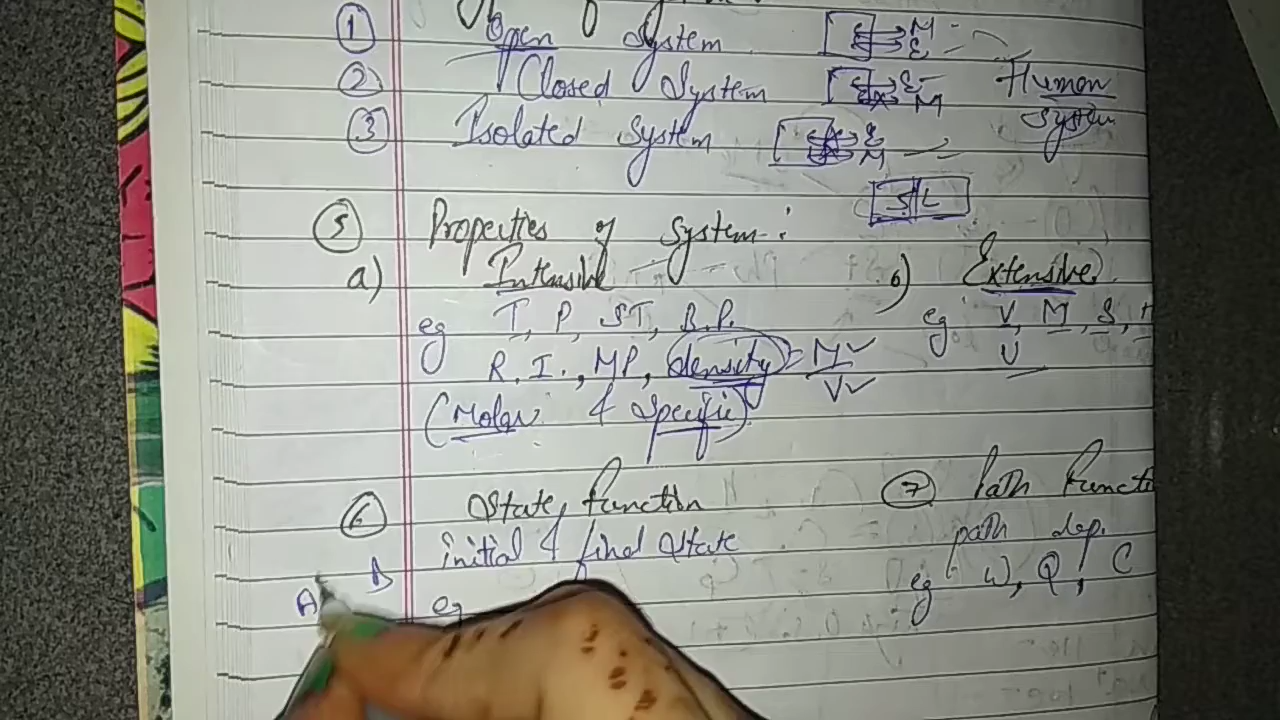 ① Open System M
E
② Closed System E
M
Human System
③ Isolated System E
M
S L
⑤ Properties of System :
a) Intensive b) Extensive
eg T, P, ST, B.P. eg V, M, S,
R.I., MP, density = M U
V
(Molar & Specific)
⑥ State function ⑦ Path Functi
initial & final state path dep.
A B eg eg W, Q, C